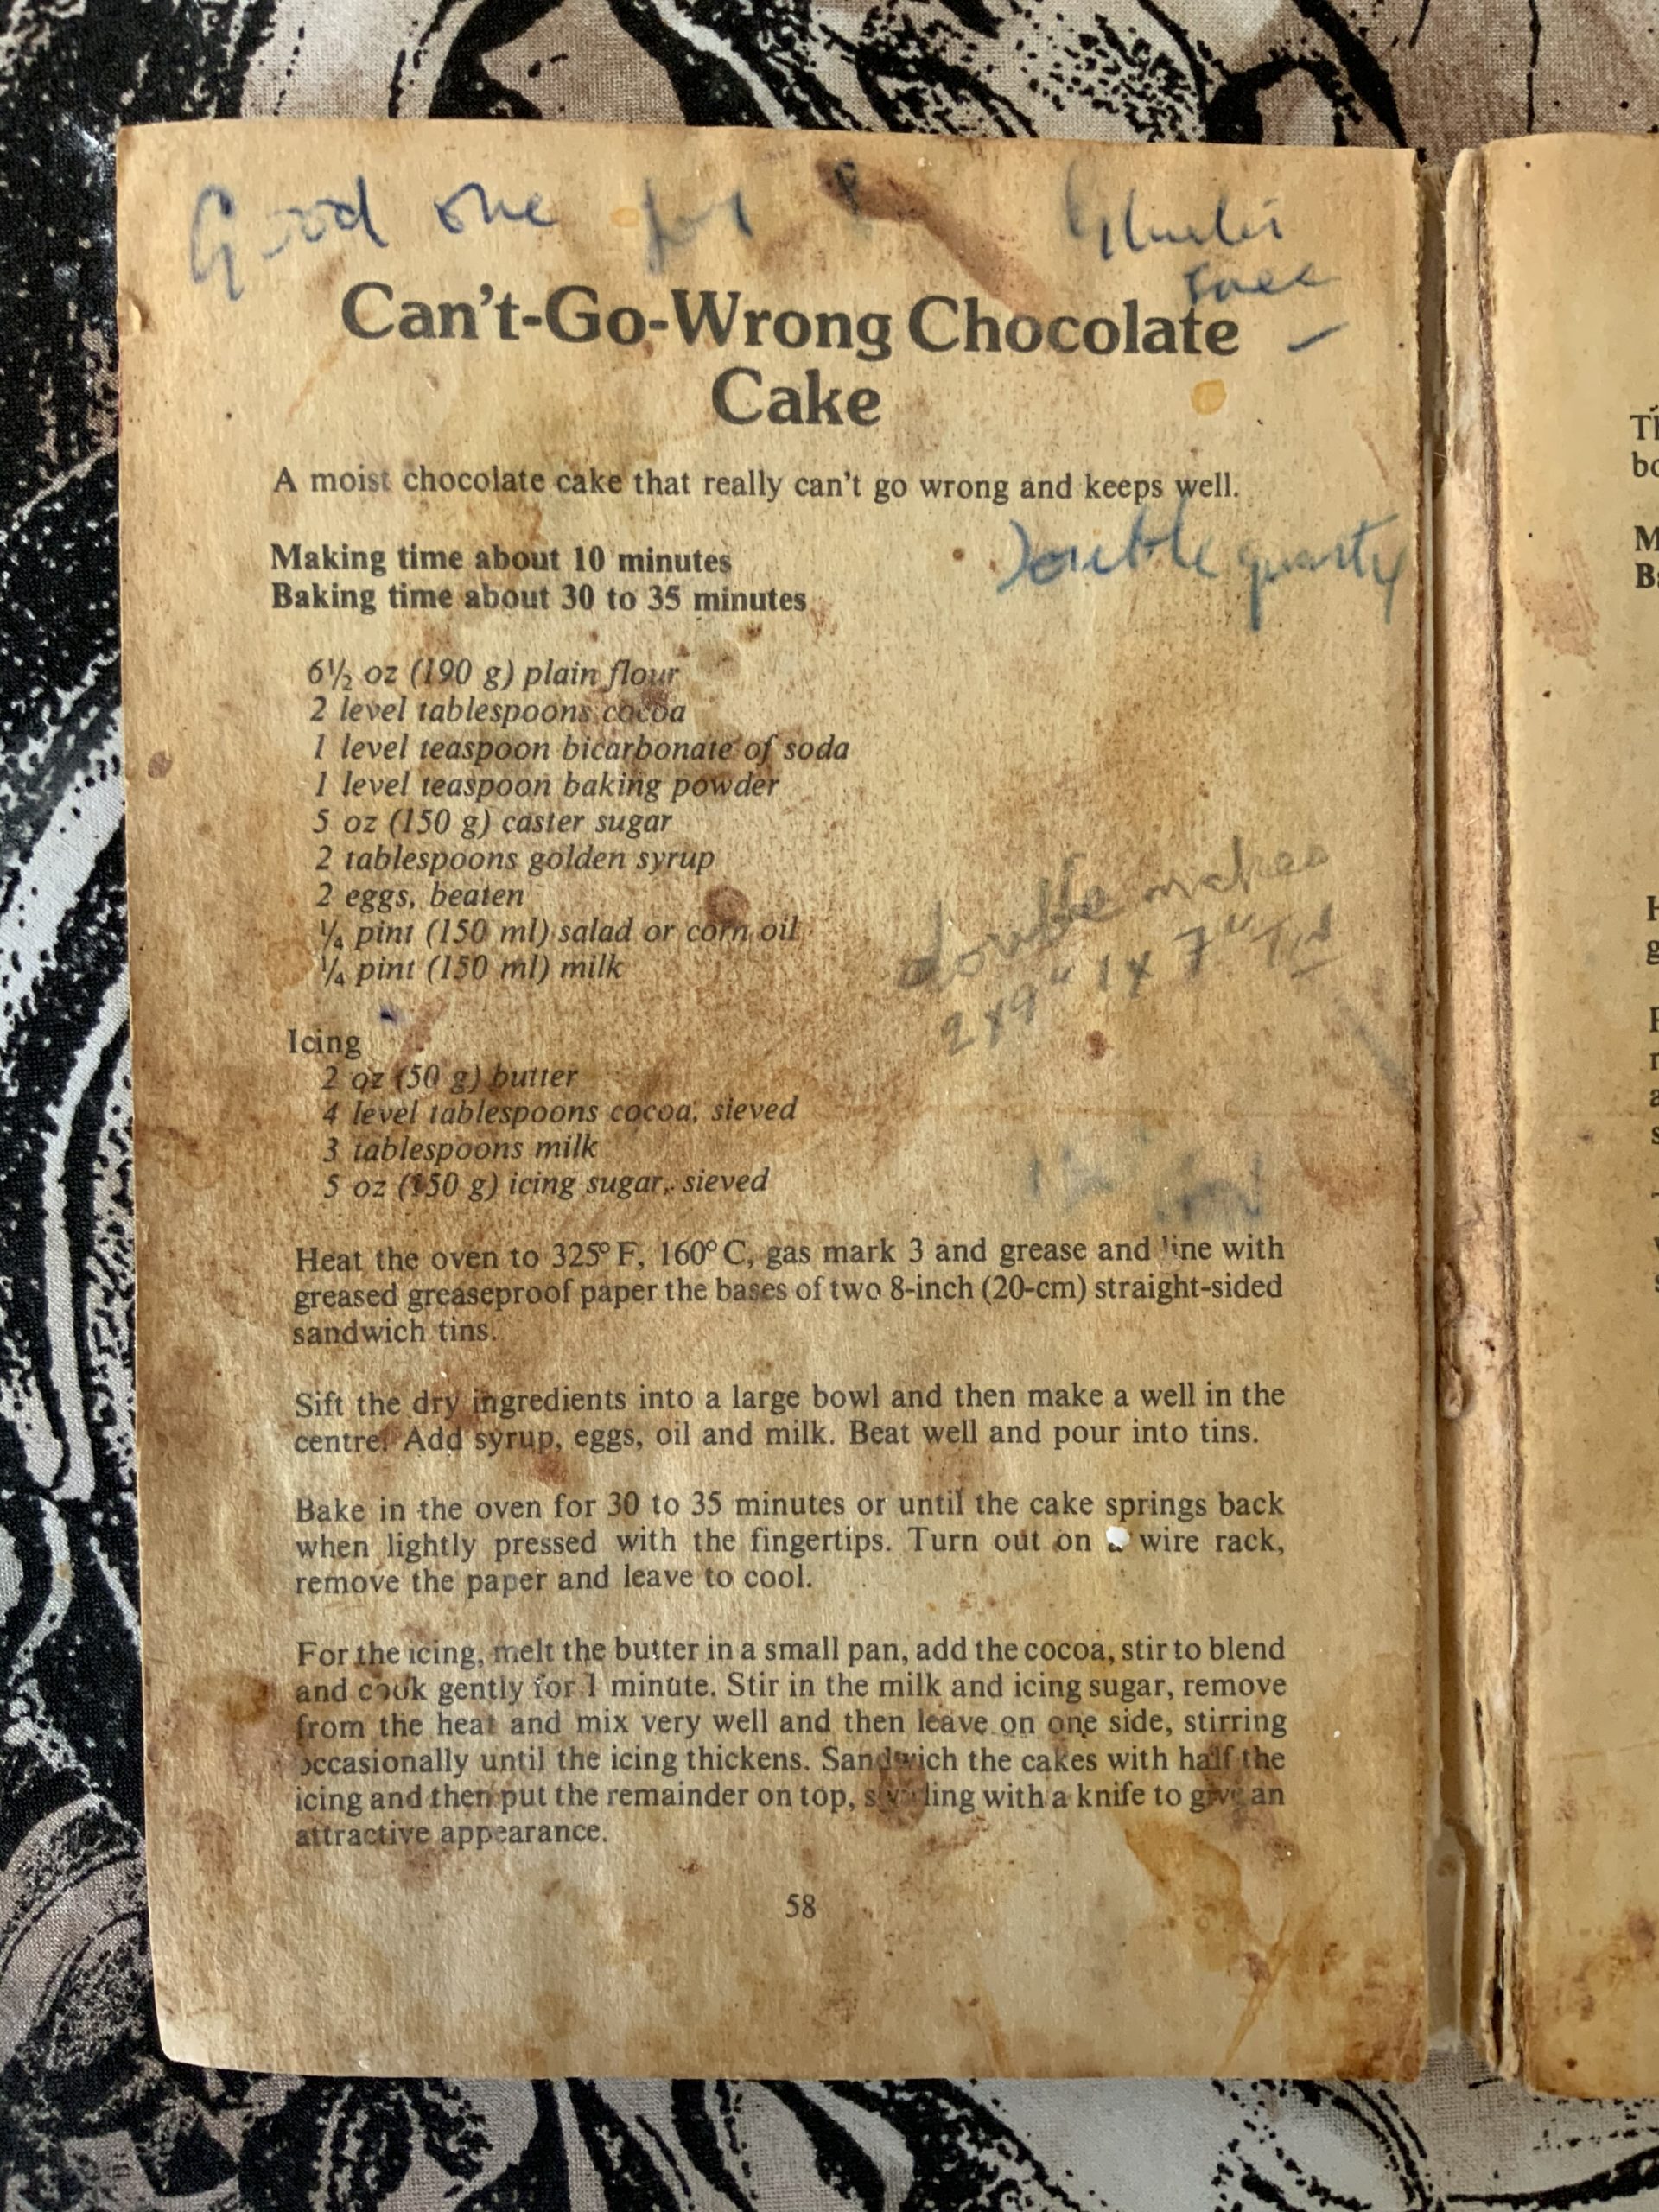 Good one for Gluten
free
Can't-Go-Wrong Chocolate
Cake
A moist chocolate cake that really can't go wrong and keeps well.
Double quantity
Making time about 10 minutes
Baking time about 30 to 35 minutes
6½ oz (190 g) plain flour
2 level tablespoons cocoa
1 level teaspoon bicarbonate of soda
1 level teaspoon baking powder
5 oz (150 g) caster sugar
2 tablespoons golden syrup
2 eggs, beaten
¼ pint (150 ml) salad or corn oil
¼ pint (150 ml) milk
double makes
2x9" 1x7" Tin
Icing
2 oz (50 g) butter
4 level tablespoons cocoa, sieved
3 tablespoons milk
5 oz (150 g) icing sugar, sieved
Heat the oven to 325°F, 160°C, gas mark 3 and grease and line with
greased greaseproof paper the bases of two 8-inch (20-cm) straight-sided
sandwich tins.
Sift the dry ingredients into a large bowl and then make a well in the
centre. Add syrup, eggs, oil and milk. Beat well and pour into tins.
Bake in the oven for 30 to 35 minutes or until the cake springs back
when lightly pressed with the fingertips. Turn out on a wire rack,
remove the paper and leave to cool.
For the icing, melt the butter in a small pan, add the cocoa, stir to blend
and cook gently for 1 minute. Stir in the milk and icing sugar, remove
from the heat and mix very well and then leave on one side, stirring
occasionally until the icing thickens. Sandwich the cakes with half the
icing and then put the remainder on top, swirling with a knife to give an
attractive appearance.
58